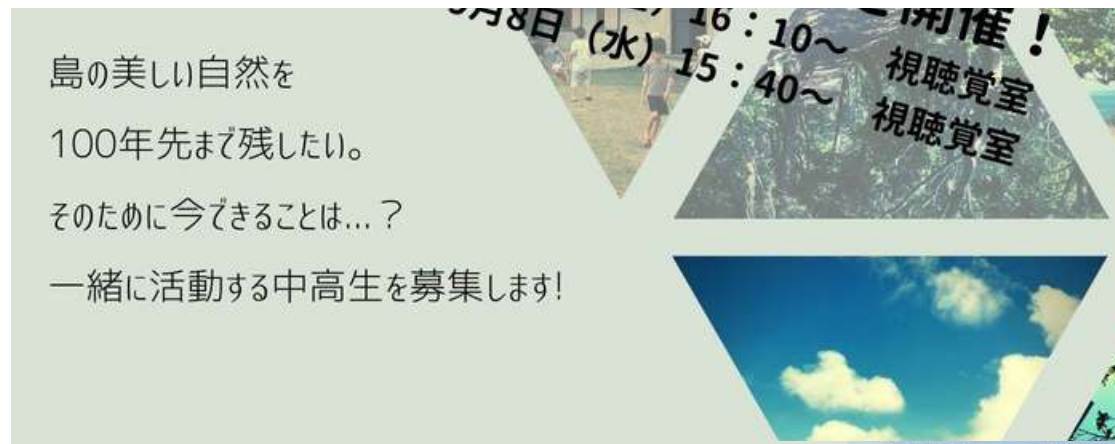 島の美しい自然を
100年先まで残したい。
そのために今できることは…？
一緒に活動する中高生を募集します!
開催！
16：10～ 視聴覚室
月8日（水）15：40～ 視聴覚室